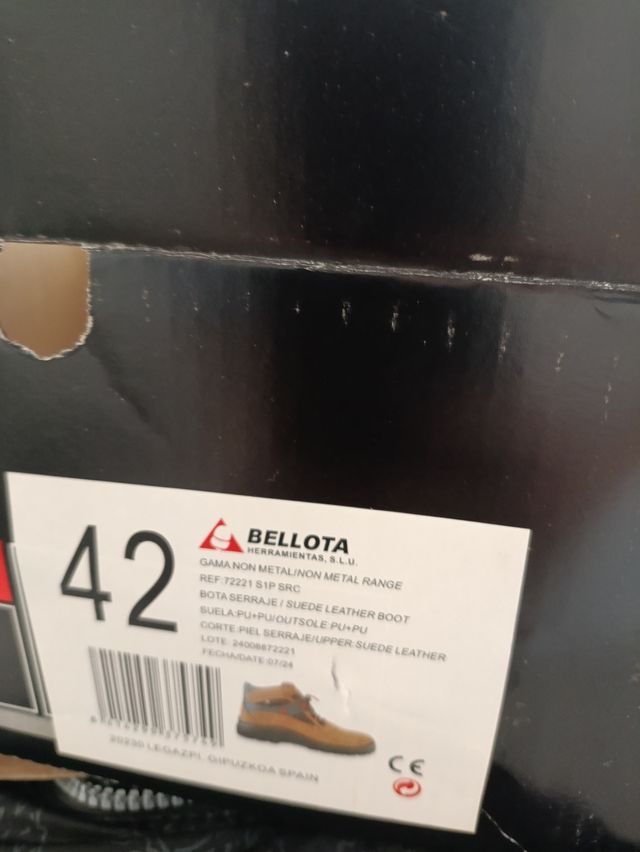 42
BELLOTA
HERRAMIENTAS, S.L.U.
GAMA NON METAL/NON METAL RANGE
REF:72221 S1P SRC
BOTA SERRAJE / SUEDE LEATHER BOOT
SUELA:PU+PU/OUTSOLE:PU+PU
CORTE:PIEL SERRAJE/UPPER:SUEDE LEATHER
LOTE: 24008672221
FECHA/DATE:07/24
20230 LEGAZPI. GIPUZKOA SPAIN
CE